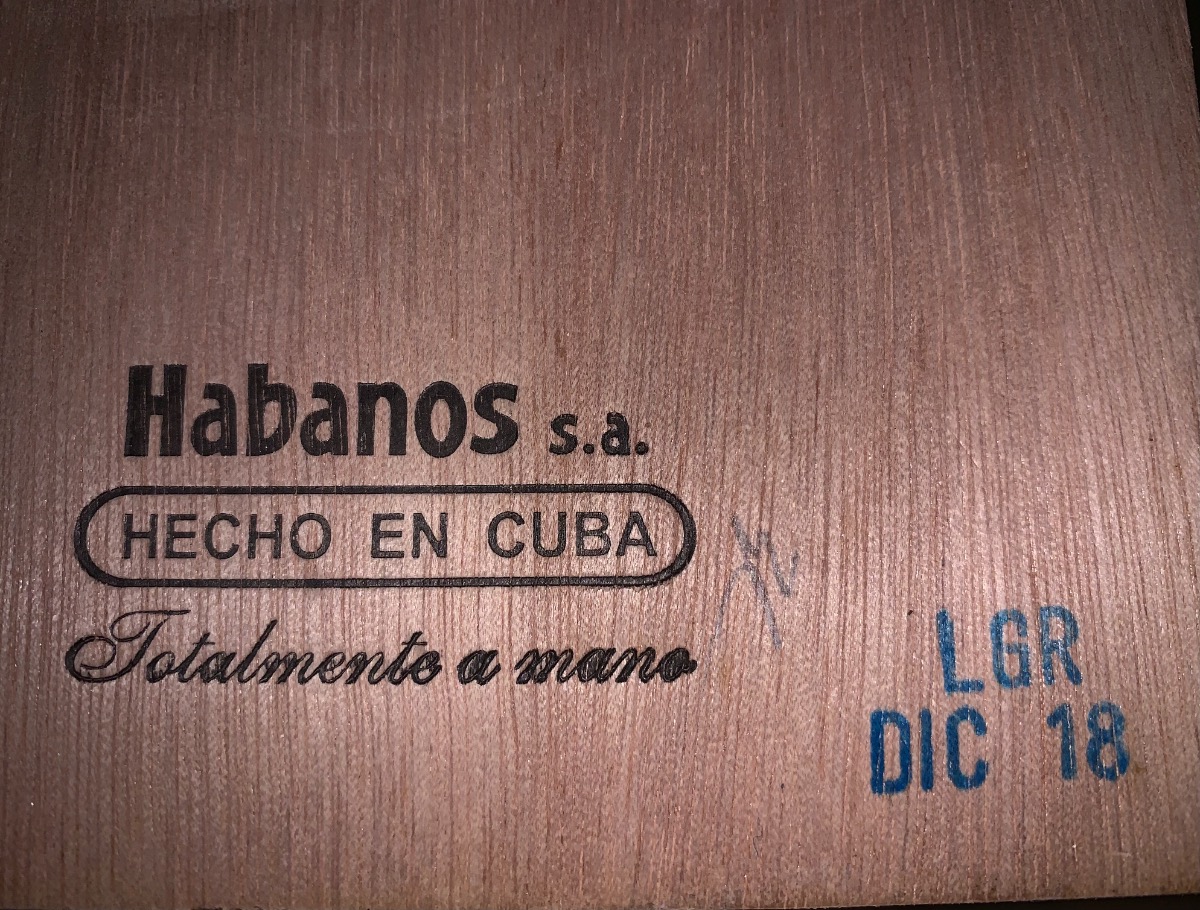 Habanos s.a.
HECHO EN CUBA
Totalmente a mano
LGR
DIC 18